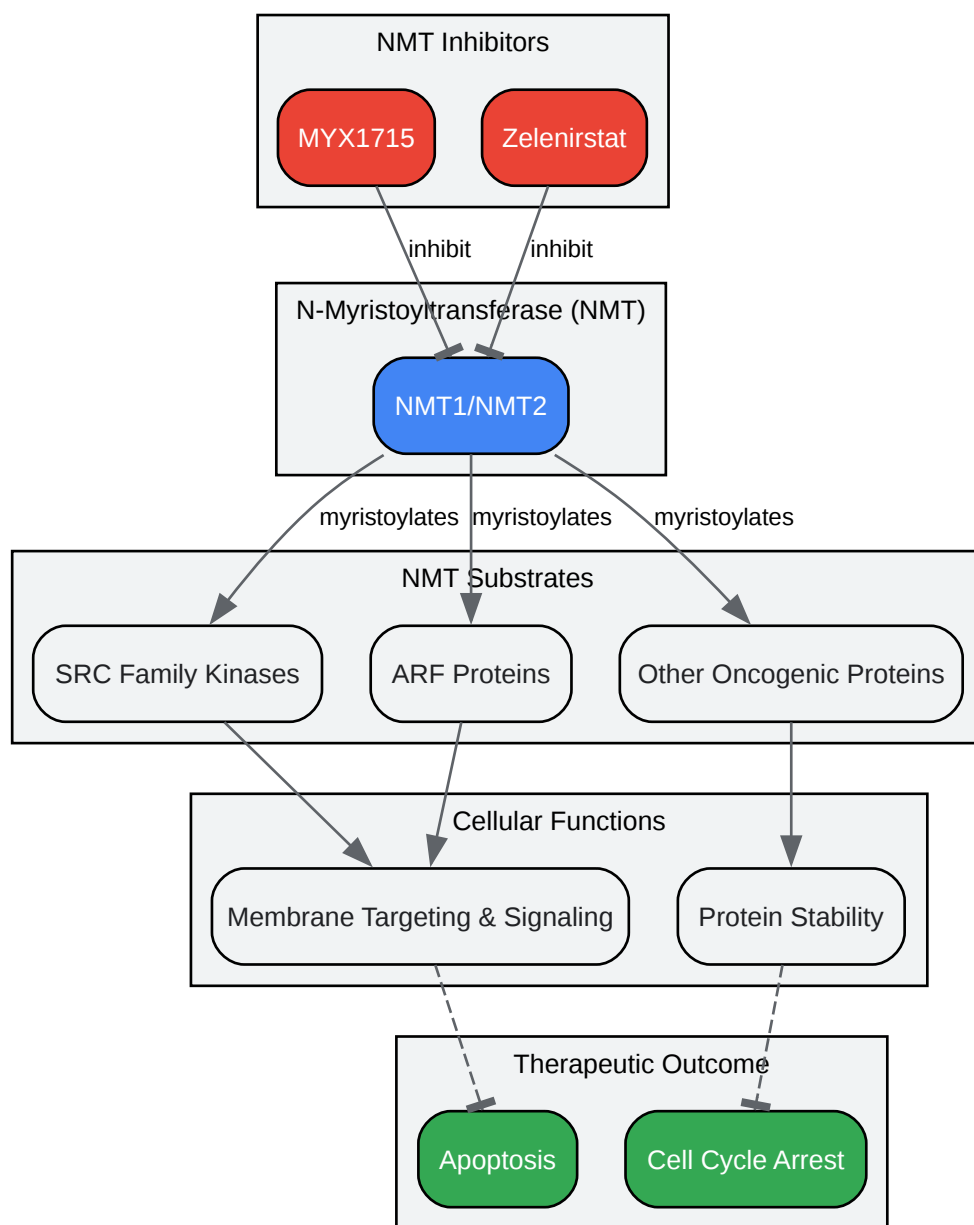 NMT Inhibitors
MYX1715
Zelenirstat
inhibit
inhibit
N-Myristoyltransferase (NMT)
NMT1/NMT2
myristoylates
myristoylates
myristoylates
NMT Substrates
SRC Family Kinases
ARF Proteins
Other Oncogenic Proteins
Cellular Functions
Membrane Targeting & Signaling
Protein Stability
Therapeutic Outcome
Apoptosis
Cell Cycle Arrest